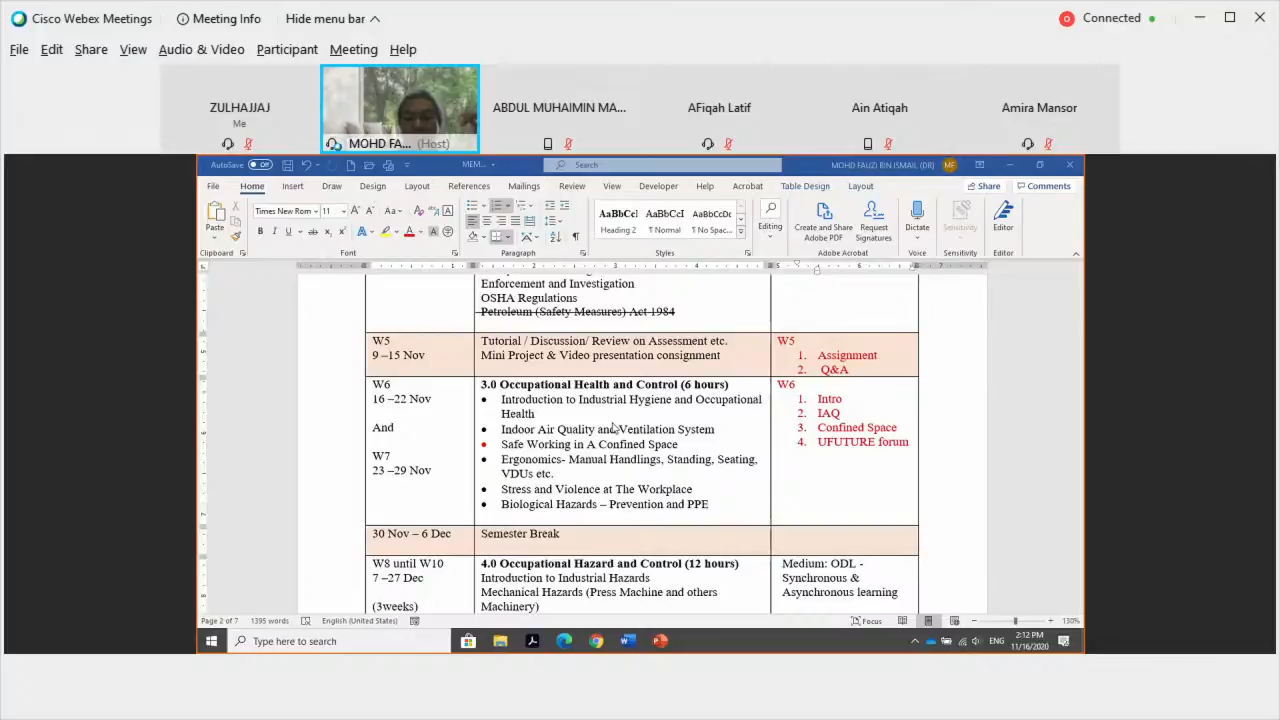 Cisco Webex Meetings
Meeting Info
Hide menu bar
Connected
File Edit Share View Audio & Video Participant Meeting Help
ZULHAJJAJ
Me
MOHD FA... (Host)
ABDUL MUHAIMIN MA...
AFiqah Latif
Ain Atiqah
Amira Mansor
AutoSave Off
MEM...
Search
MOHD FAUZI BIN ISMAIL (DR)
MF
File Home Insert Draw Design Layout References Mailings Review View Developer Help Acrobat Table Design Layout
Share
Comments
Paste
Times New Rom 11
AaBbCcI
Heading 2
AaBbCcI
¶ Normal
AaBbCcDc
¶ No Spac...
Editing
Create and Share
Adobe PDF
Request
Signatures
Dictate
Sensitivity
Editor
Clipboard
Font
Paragraph
Styles
Adobe Acrobat
Voice
Sensitivity
Editor
Enforcement and Investigation
OSHA Regulations
Petroleum (Safety Measures) Act 1984
W5
9 –15 Nov
Tutorial / Discussion/ Review on Assessment etc.
Mini Project & Video presentation consignment
W5
1. Assignment
2. Q&A
W6
16 –22 Nov
And
W7
23 –29 Nov
3.0 Occupational Health and Control (6 hours)
• Introduction to Industrial Hygiene and Occupational
Health
• Indoor Air Quality and Ventilation System
• Safe Working in A Confined Space
• Ergonomics- Manual Handlings, Standing, Seating,
VDUs etc.
• Stress and Violence at The Workplace
• Biological Hazards – Prevention and PPE
W6
1. Intro
2. IAQ
3. Confined Space
4. UFUTURE forum
30 Nov – 6 Dec
Semester Break
W8 until W10
7 –27 Dec
(3weeks)
4.0 Occupational Hazard and Control (12 hours)
Introduction to Industrial Hazards
Mechanical Hazards (Press Machine and others
Machinery)
Medium: ODL -
Synchronous &
Asynchronous learning
Page 2 of 7
1395 words
English (United States)
Focus
130%
Type here to search
ENG
2:12 PM
11/16/2020